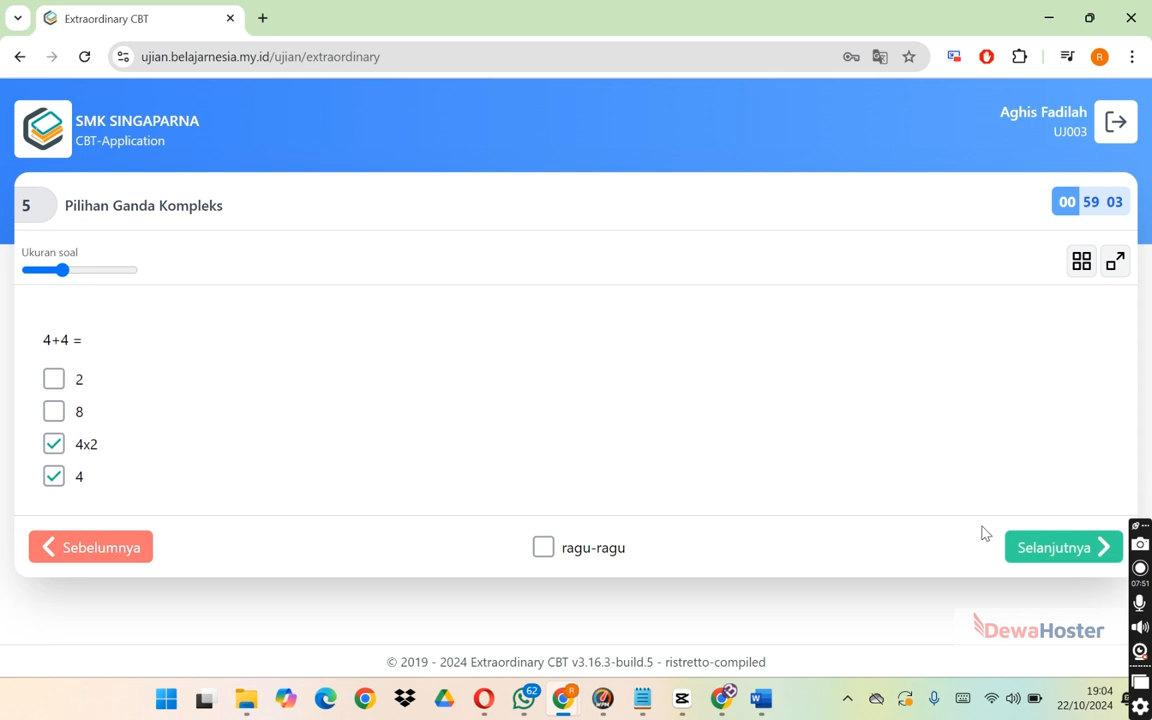 Extraordinary CBT
ujian.belajarnesia.my.id/ujian/extraordinary
R
SMK SINGAPARNA
CBT-Application
Aghis Fadilah
UJ003
5
Pilihan Ganda Kompleks
00 59 03
Ukuran soal
4+4 =
2
8
4x2
4
Sebelumnya
ragu-ragu
Selanjutnya
07:51
DewaHoster
© 2019 - 2024 Extraordinary CBT v3.16.3-build.5 - ristretto-compiled
62
R
W
19:04
22/10/2024